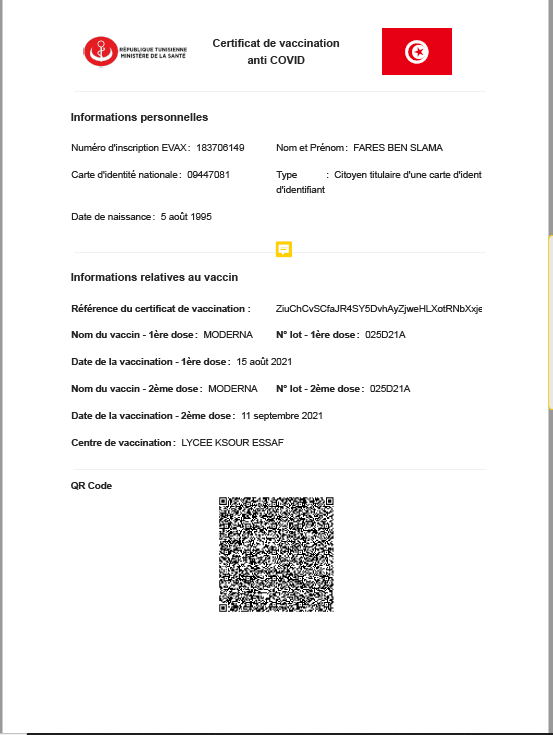 RÉPUBLIQUE TUNISIENNE
MINISTÈRE DE LA SANTÉ
Certificat de vaccination
anti COVID
Informations personnelles
Numéro d'inscription EVAX : 183706149 Nom et Prénom : FARES BEN SLAMA
Carte d'identité nationale : 09447081 Type : Citoyen titulaire d'une carte d'ident
d'identifiant
Date de naissance : 5 août 1995
Informations relatives au vaccin
Référence du certificat de vaccination : ZiuChCvSCfaJR4SY5DvhAyZjweHLXotRNbXxje
Nom du vaccin - 1ère dose : MODERNA N° lot - 1ère dose : 025D21A
Date de la vaccination - 1ère dose : 15 août 2021
Nom du vaccin - 2ème dose : MODERNA N° lot - 2ème dose : 025D21A
Date de la vaccination - 2ème dose : 11 septembre 2021
Centre de vaccination : LYCEE KSOUR ESSAF
QR Code